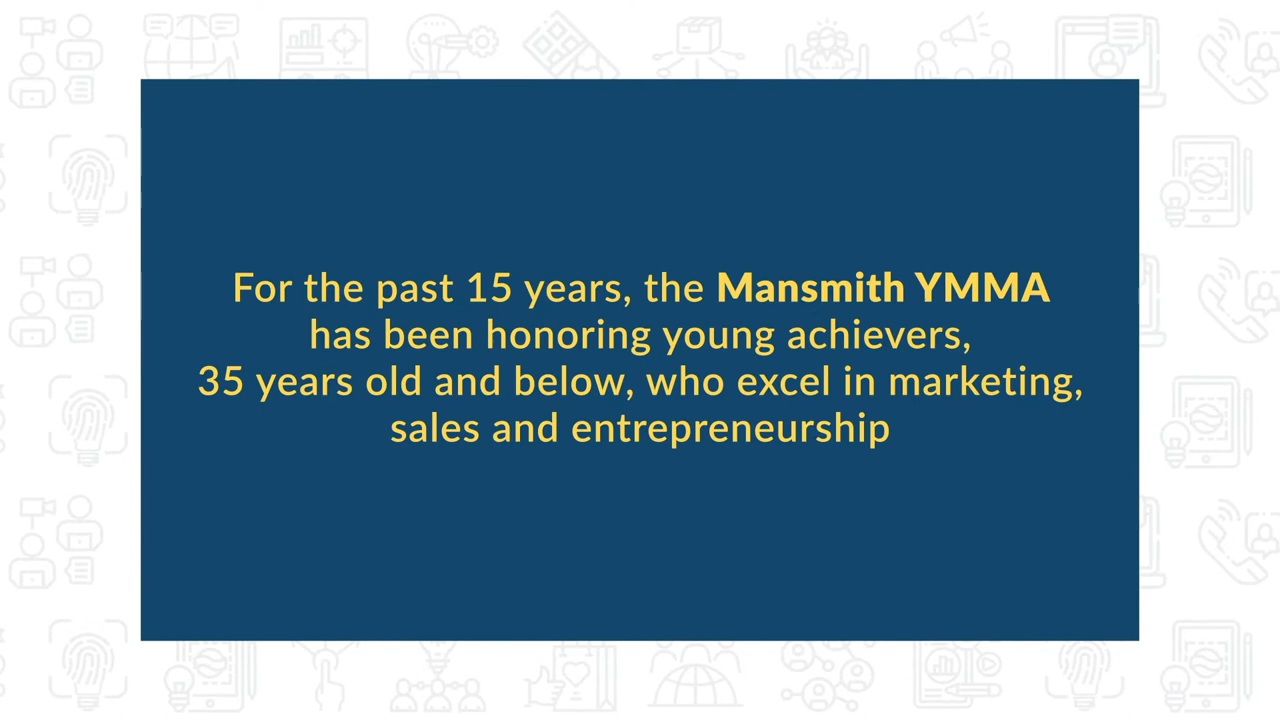 For the past 15 years, the Mansmith YMMA
has been honoring young achievers,
35 years old and below, who excel in marketing,
sales and entrepreneurship